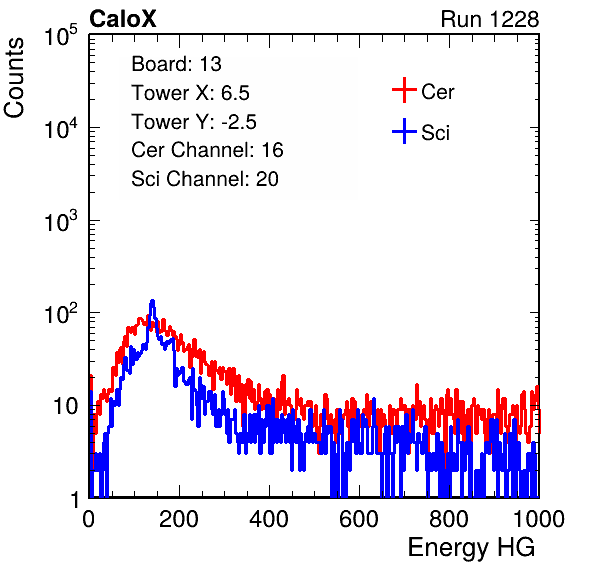 CaloX Run 1228
Counts
Board: 13
Tower X: 6.5
Tower Y: -2.5
Cer Channel: 16
Sci Channel: 20
Cer
Sci
10^5
10^4
10^3
10^2
10
1
0 200 400 600 800 1000
Energy HG